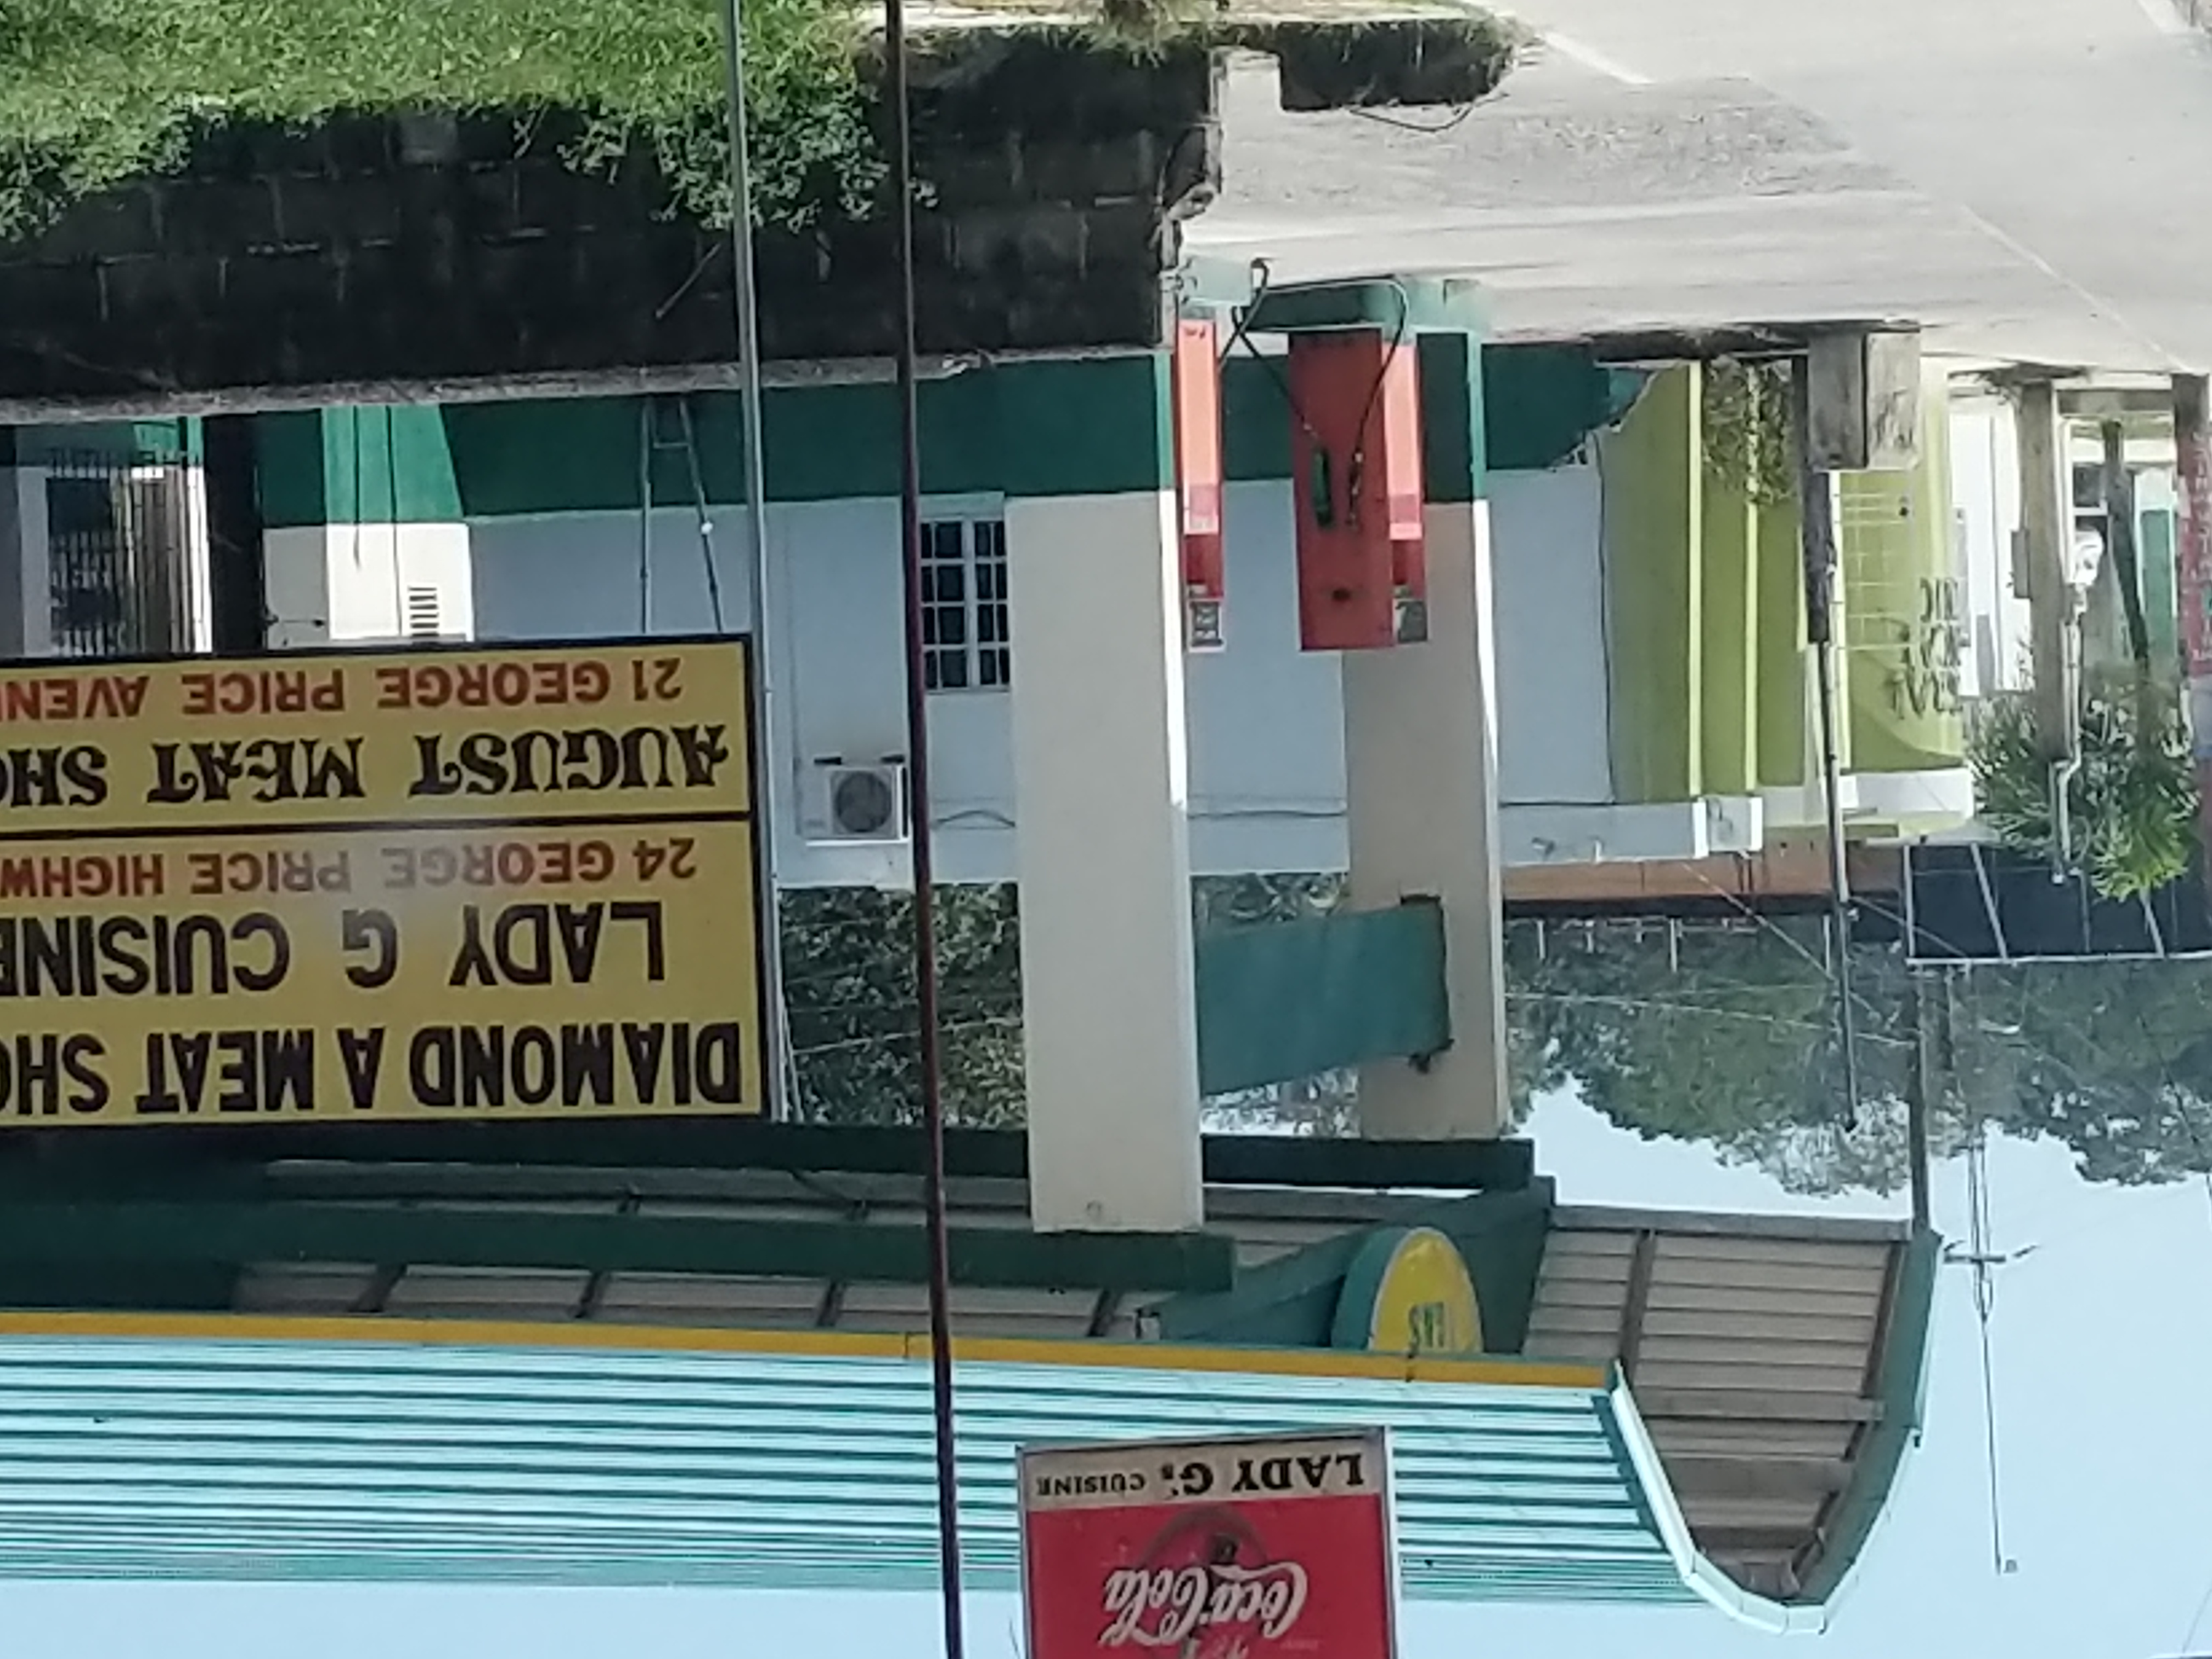 Coca-Cola
LADY G's CUISINE
DIAMOND A MEAT SHO
LADY G CUISINE
24 GEORGE PRICE HIGHW
AUGUST MEAT SHO
21 GEORGE PRICE AVENU